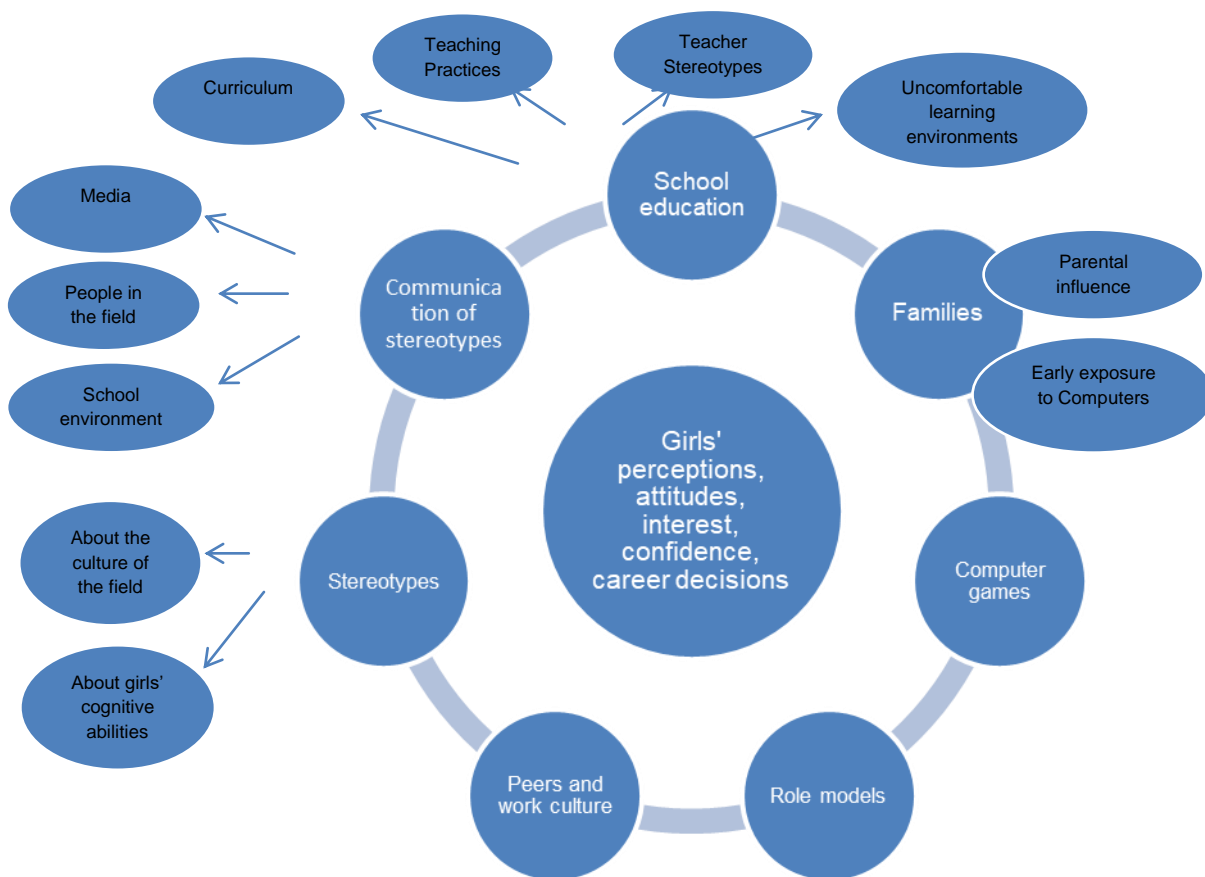 Teaching
Practices
Teacher
Stereotypes
Curriculum
Uncomfortable
learning
environments
School
education
Media
People in
the field
School
environment
Communica
tion of
stereotypes
Families
Parental
influence
Early exposure
to Computers
Girls'
perceptions,
attitudes,
interest,
confidence,
career decisions
About the
culture of
the field
About girls’
cognitive
abilities
Stereotypes
Computer
games
Peers and
work culture
Role models